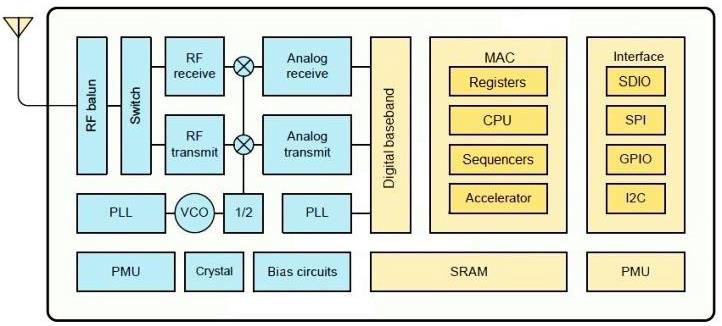 RF balun
Switch
RF
receive
Analog
receive
RF
transmit
Analog
transmit
PLL
VCO
1/2
PLL
Digital baseband
MAC
Registers
CPU
Sequencers
Accelerator
Interface
SDIO
SPI
GPIO
I2C
PMU
Crystal
Bias circuits
SRAM
PMU